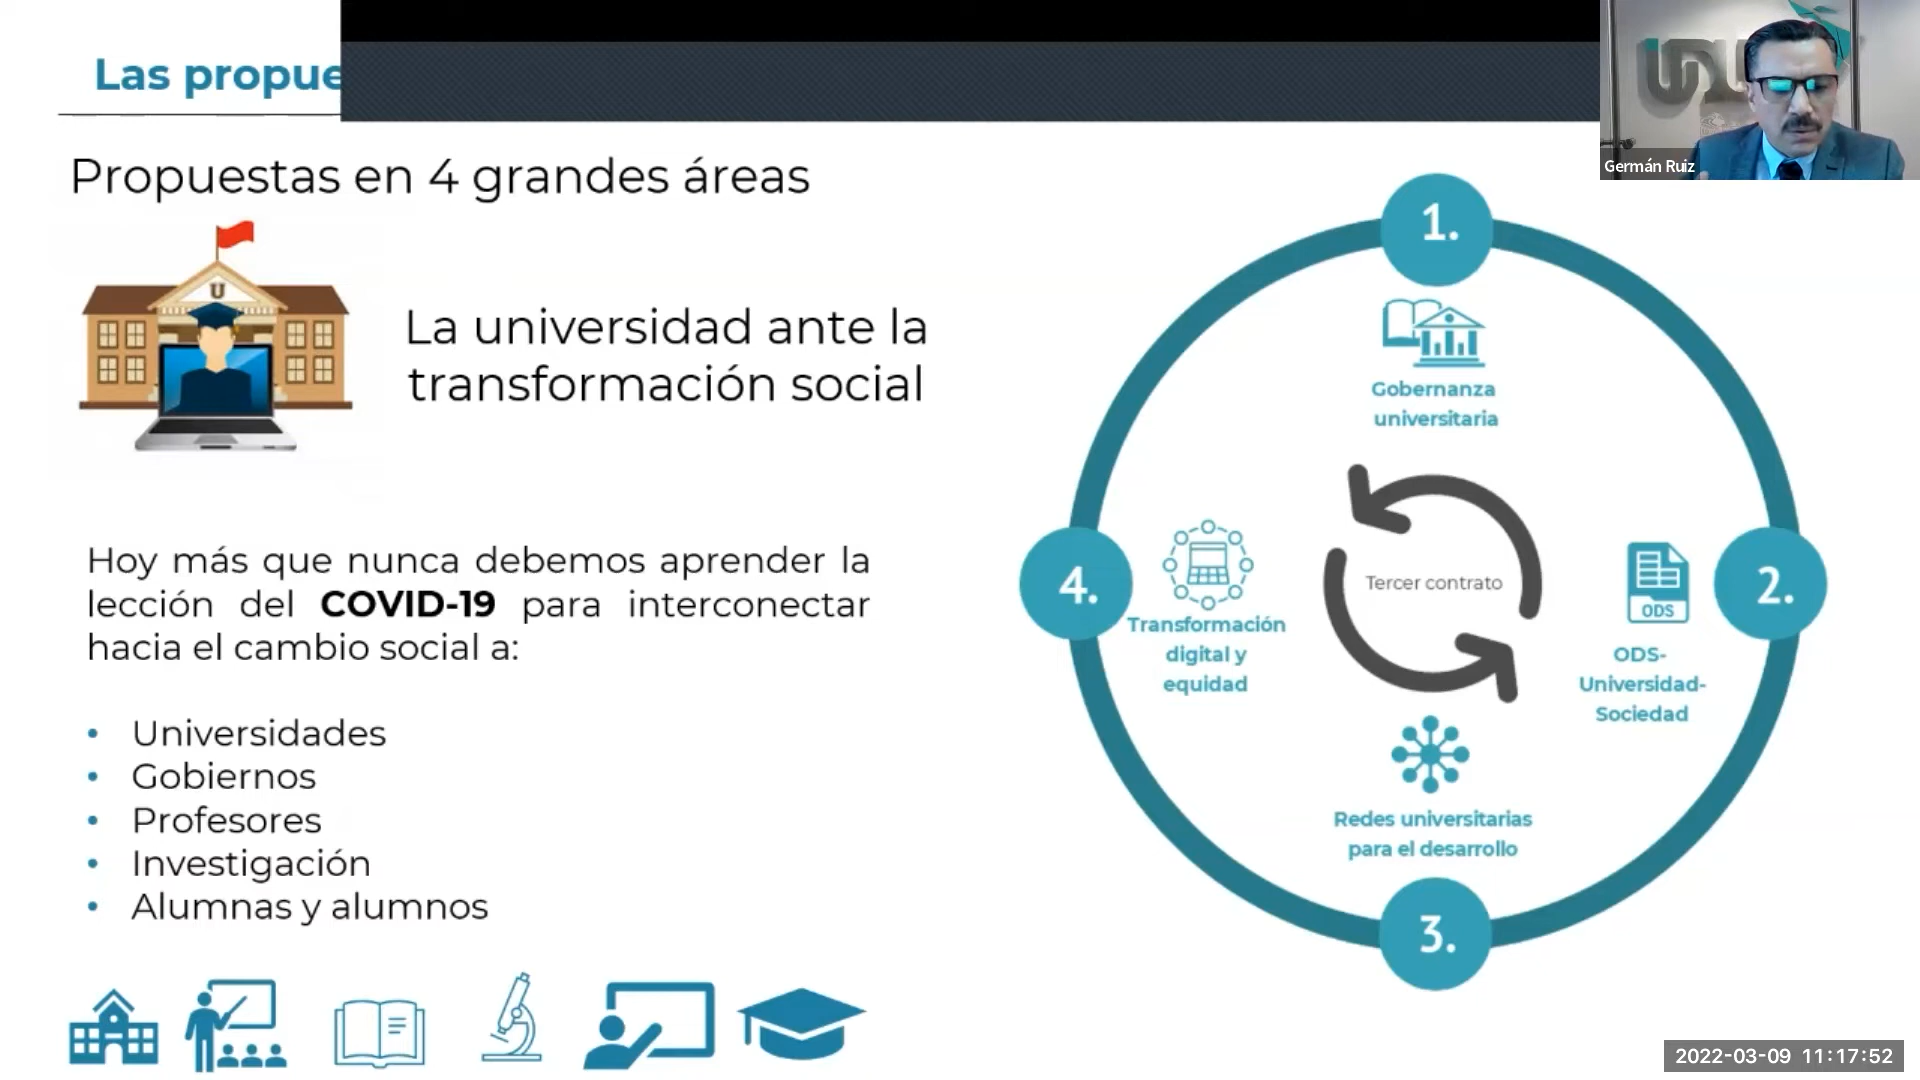 Las propue
Propuestas en 4 grandes áreas
U
La universidad ante la
transformación social
Hoy más que nunca debemos aprender la
lección del COVID-19 para interconectar
hacia el cambio social a:
• Universidades
• Gobiernos
• Profesores
• Investigación
• Alumnas y alumnos
1.
Gobernanza
universitaria
2.
ODS
ODS-
Universidad-
Sociedad
3.
Redes universitarias
para el desarrollo
4.
Transformación
digital y
equidad
Tercer contrato
Germán Ruiz
2022-03-09 11:17:52